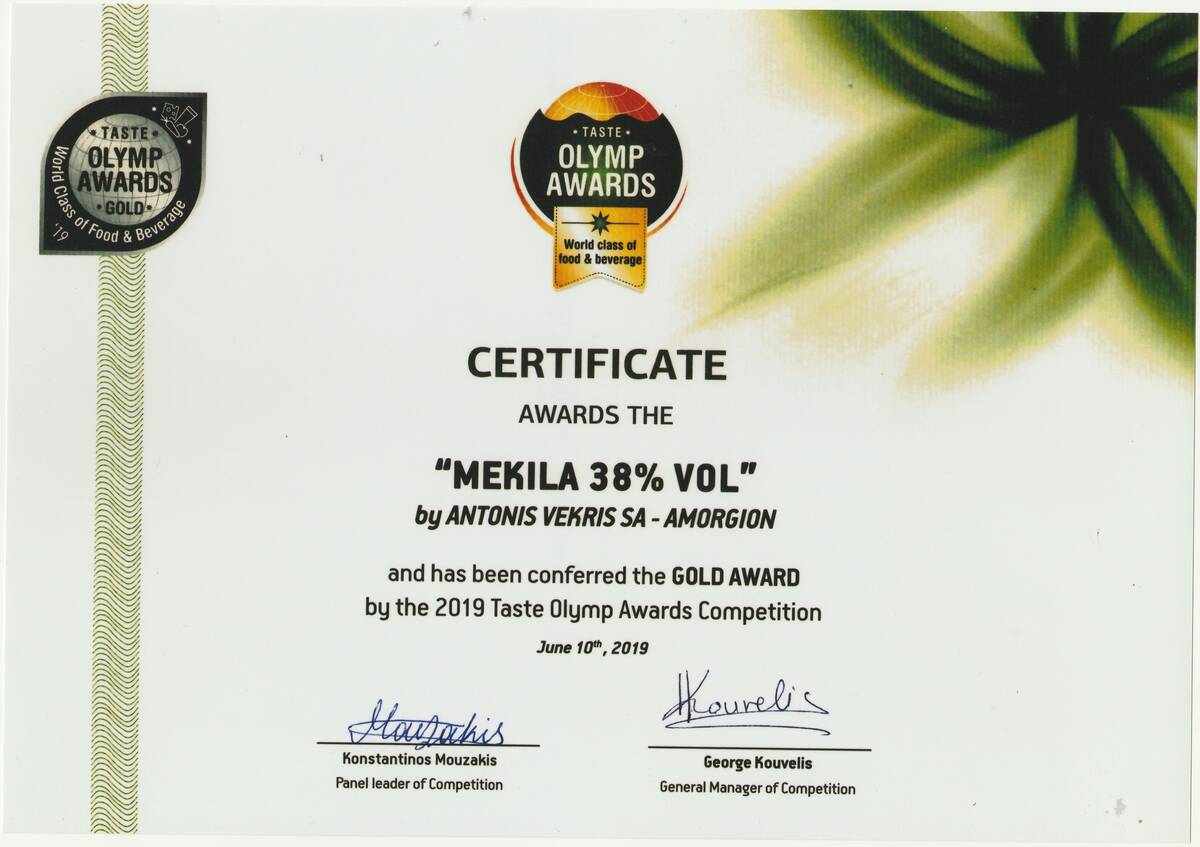 TASTE
OLYMP
AWARDS
GOLD
World Class of Food & Beverage
'19
TASTE
OLYMP
AWARDS
World class of
food & beverage
CERTIFICATE
AWARDS THE
“MEKILA 38% VOL”
by ANTONIS VEKRIS SA - AMORGION
and has been conferred the GOLD AWARD
by the 2019 Taste Olymp Awards Competition
June 10th, 2019
Mouzakis
Kouvelis
Konstantinos Mouzakis
George Kouvelis
Panel leader of Competition
General Manager of Competition